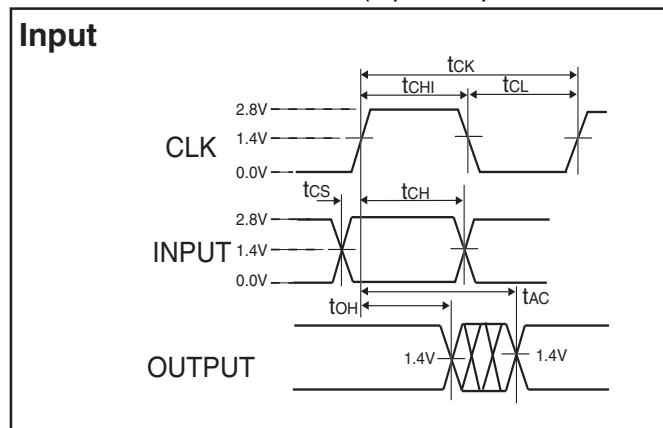 Input
tCK
tCHI tCL
2.8V
1.4V
CLK
0.0V
tCS tCH
2.8V
INPUT 1.4V
0.0V
tAC
tOH
1.4V 1.4V
OUTPUT